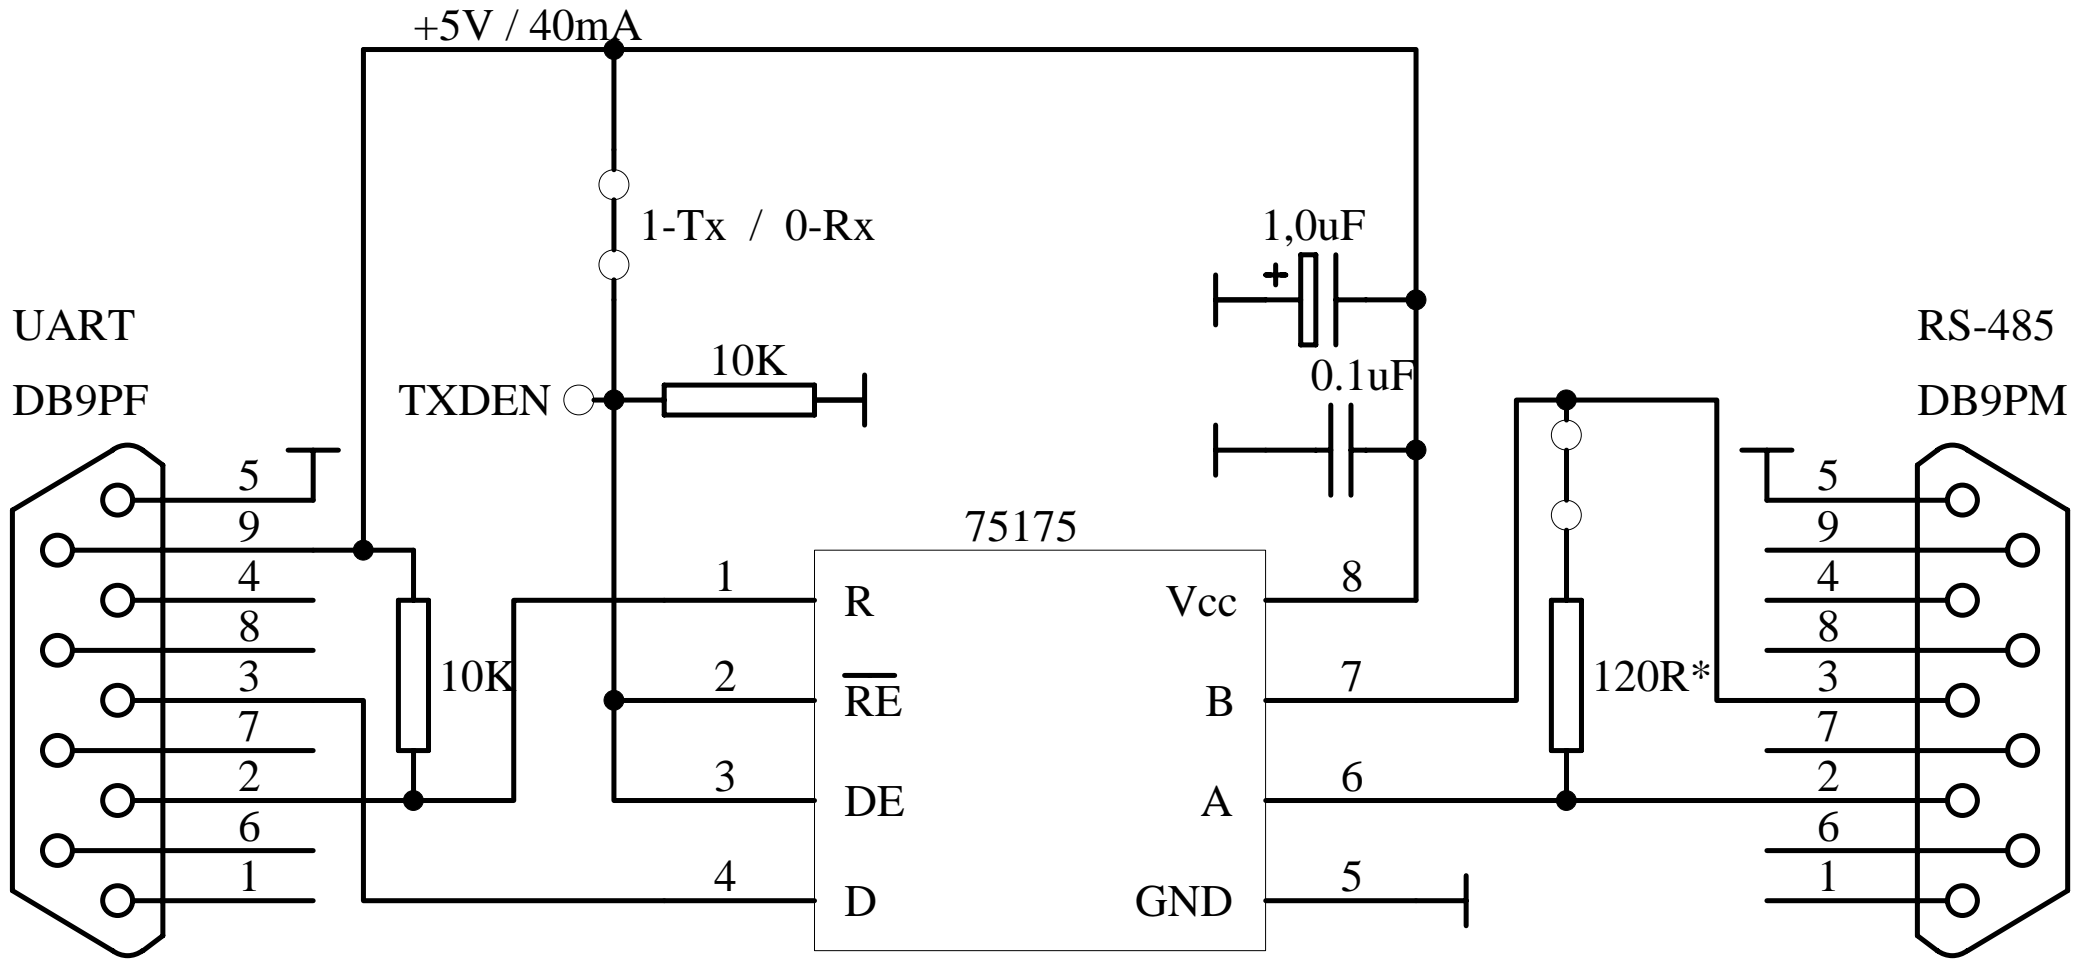 +5V / 40mA
1-Tx / 0-Rx
1,0uF
+
UART
DB9PF
10K
TXDEN
0.1uF
RS-485
DB9PM
5
9
4
8
3
7
2
6
1
10K
75175
1
2
3
4
R
RE
DE
D
Vcc
B
A
GND
8
7
6
5
120R*
5
9
4
8
3
7
2
6
1